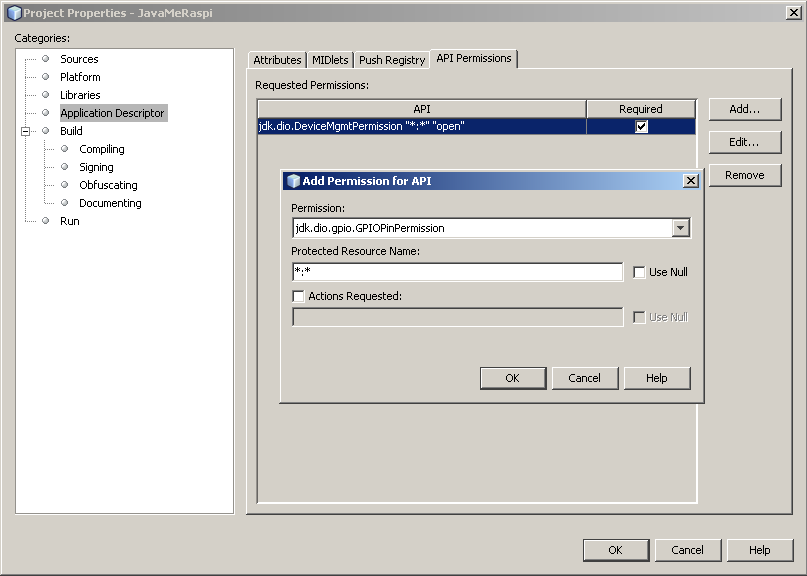 Project Properties - JavaMeRaspi
Categories:
Sources
Platform
Libraries
Application Descriptor
Build
Compiling
Signing
Obfuscating
Documenting
Run
Attributes MIDlets Push Registry API Permissions
Requested Permissions:
API Required
jdk.dio.DeviceMgmtPermission "*:*" "open"
Add...
Edit...
Remove
Add Permission for API
Permission:
jdk.dio.gpio.GPIOPinPermission
Protected Resource Name:
*:* Use Null
Actions Requested:
Use Null
OK Cancel Help
OK Cancel Help